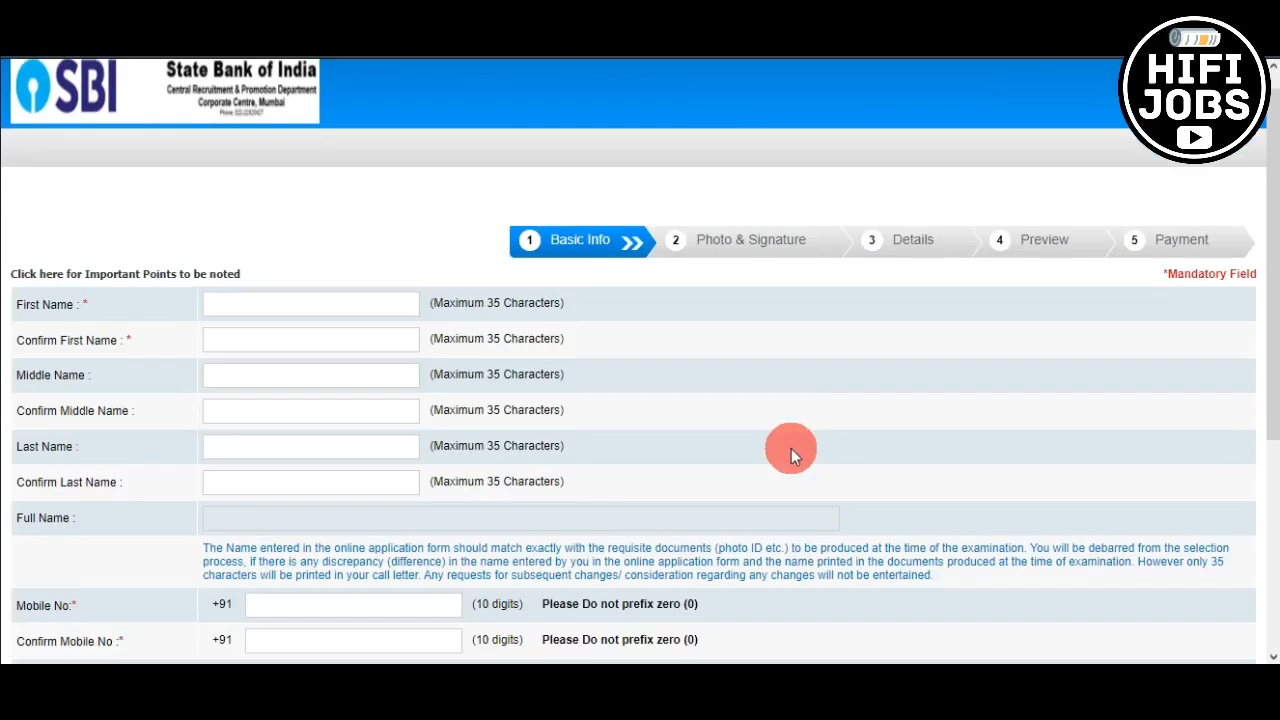 SBI
State Bank of India
Central Recruitment & Promotion Department
Corporate Centre, Mumbai
HIFI
JOBS
1 Basic Info
2 Photo & Signature
3 Details
4 Preview
5 Payment
Click here for Important Points to be noted
*Mandatory Field
First Name : * (Maximum 35 Characters)
Confirm First Name : * (Maximum 35 Characters)
Middle Name : (Maximum 35 Characters)
Confirm Middle Name : (Maximum 35 Characters)
Last Name : (Maximum 35 Characters)
Confirm Last Name : (Maximum 35 Characters)
Full Name :
The Name entered in the online application form should match exactly with the requisite documents (photo ID etc.) to be produced at the time of the examination. You will be debarred from the selection
process, if there is any discrepancy (difference) in the name entered by you in the online application form and the name printed in the documents produced at the time of examination. However only 35
characters will be printed in your call letter. Any requests for subsequent changes/ consideration regarding any changes will not be entertained.
Mobile No:* +91 (10 digits) Please Do not prefix zero (0)
Confirm Mobile No :* +91 (10 digits) Please Do not prefix zero (0)